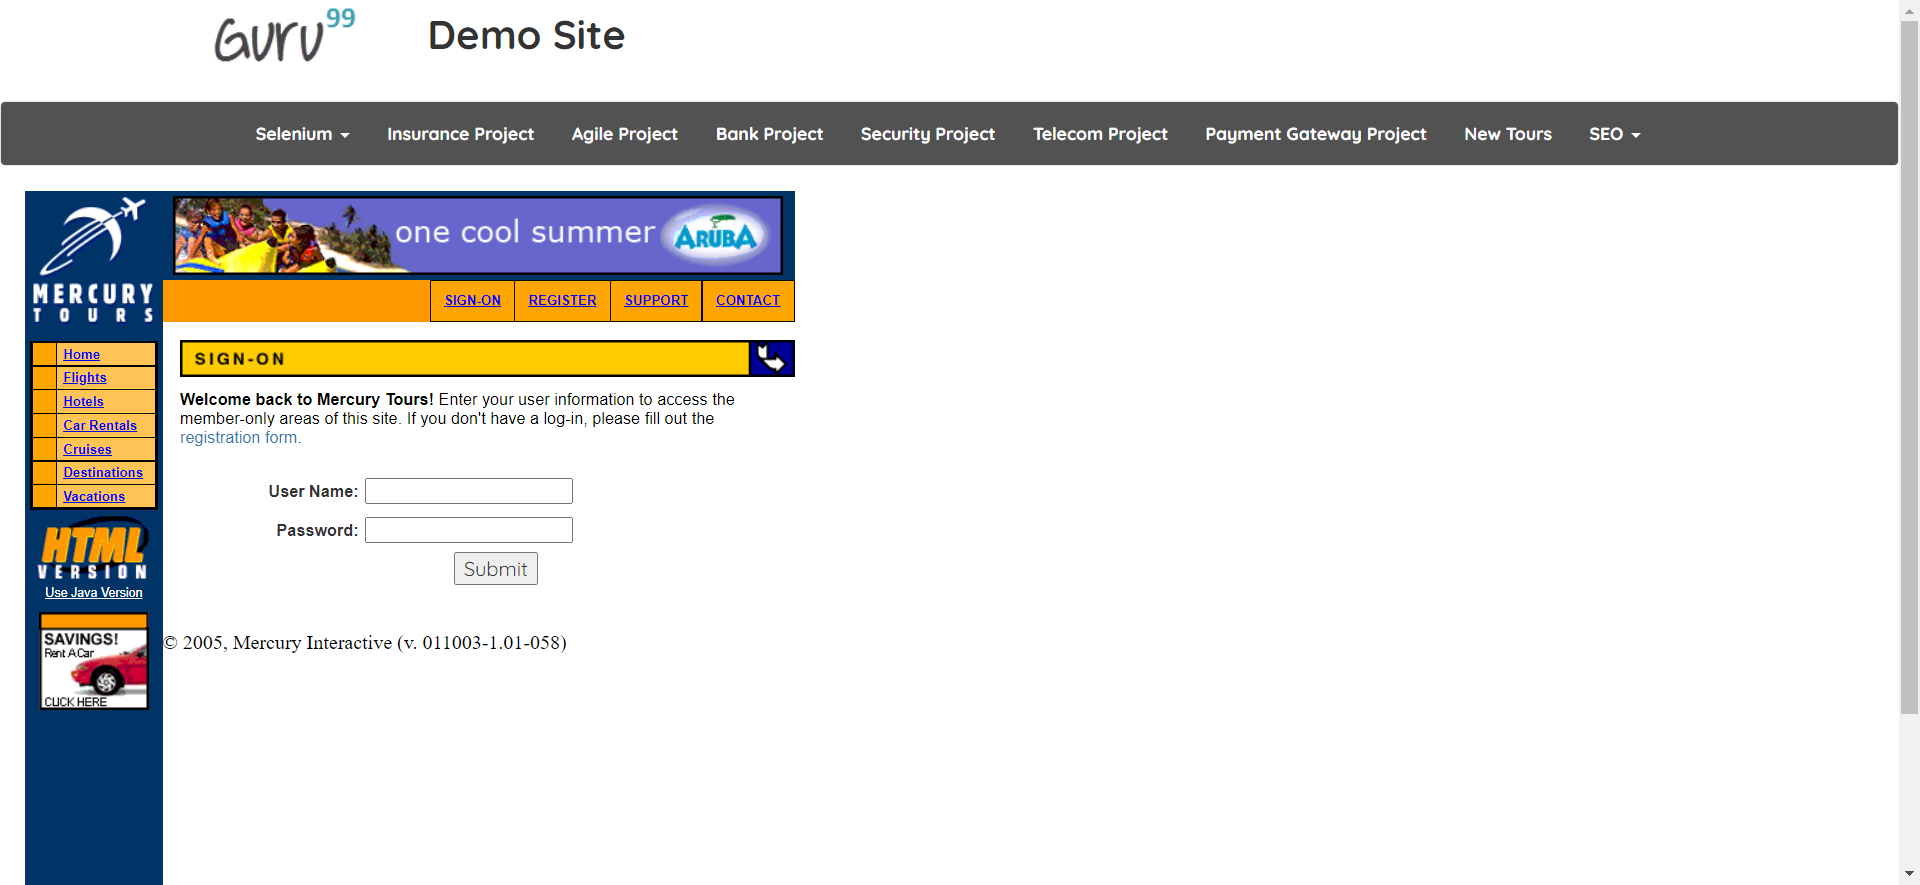 Guru99
Demo Site
Selenium
Insurance Project
Agile Project
Bank Project
Security Project
Telecom Project
Payment Gateway Project
New Tours
SEO
MERCURY
TOURS
one cool summer
ARUBA
SIGN-ON
REGISTER
SUPPORT
CONTACT
Home
Flights
Hotels
Car Rentals
Cruises
Destinations
Vacations
HTML
VERSION
Use Java Version
SAVINGS!
Rent A Car
CLICK HERE
SIGN-ON
Welcome back to Mercury Tours! Enter your user information to access the
member-only areas of this site. If you don't have a log-in, please fill out the
registration form.
User Name:
Password:
Submit
© 2005, Mercury Interactive (v. 011003-1.01-058)